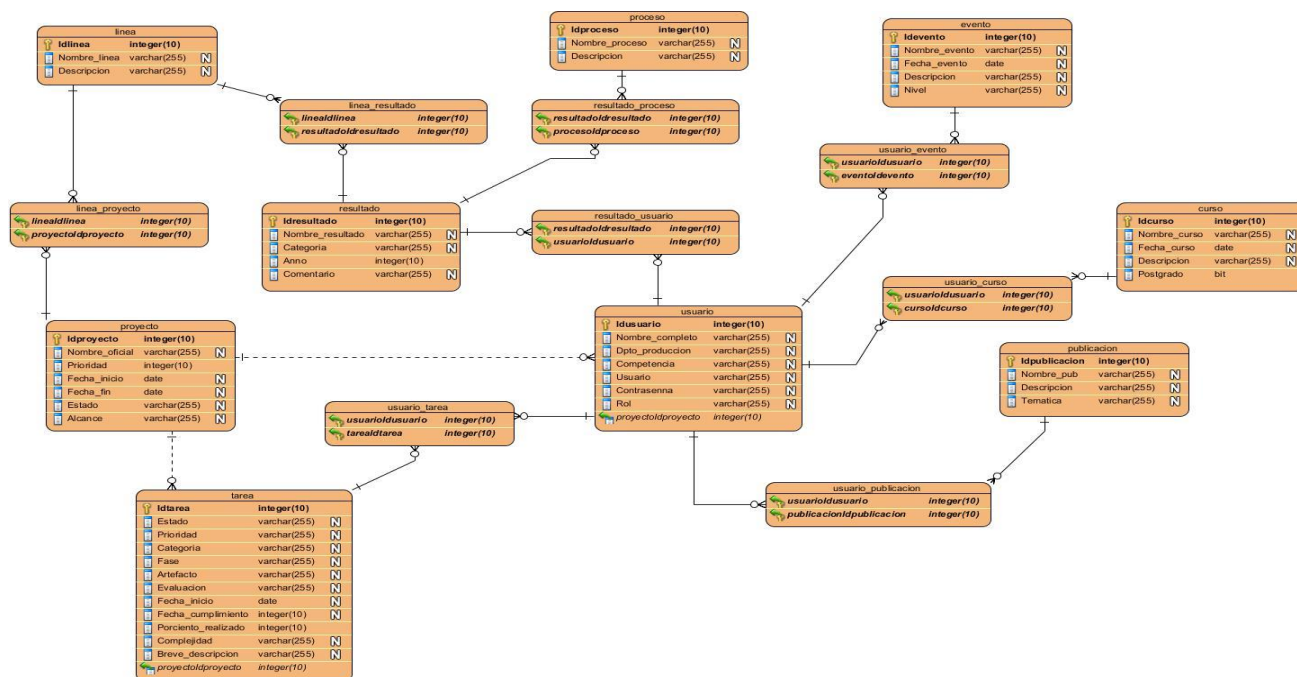 linea
Idlinea integer(10)
Nombre_linea varchar(255) N
Descripcion varchar(255) N
proceso
Idproceso integer(10)
Nombre_proceso varchar(255) N
Descripcion varchar(255) N
evento
Idevento integer(10)
Nombre_evento varchar(255) N
Fecha_evento date N
Descripcion varchar(255) N
Nivel varchar(255) N
linea_resultado
lineaIdlinea integer(10)
resultadoIdresultado integer(10)
resultado_proceso
resultadoIdresultado integer(10)
procesoIdproceso integer(10)
usuario_evento
usuarioIdusuario integer(10)
eventoIdevento integer(10)
linea_proyecto
lineaIdlinea integer(10)
proyectoIdproyecto integer(10)
resultado
Idresultado integer(10)
Nombre_resultado varchar(255) N
Categoria varchar(255) N
Anno integer(10)
Comentario varchar(255) N
resultado_usuario
resultadoIdresultado integer(10)
usuarioIdusuario integer(10)
curso
Idcurso integer(10)
Nombre_curso varchar(255) N
Fecha_curso date N
Descripcion varchar(255) N
Postgrado bit
usuario_curso
usuarioIdusuario integer(10)
cursoIdcurso integer(10)
proyecto
Idproyecto integer(10)
Nombre_oficial varchar(255) N
Prioridad integer(10)
Fecha_inicio date N
Fecha_fin date N
Estado varchar(255) N
Alcance varchar(255) N
usuario
Idusuario integer(10)
Nombre_completo varchar(255) N
Dpto_produccion varchar(255) N
Competencia varchar(255) N
Usuario varchar(255) N
Contrasenna varchar(255) N
Rol varchar(255) N
proyectoIdproyecto integer(10)
publicacion
Idpublicacion integer(10)
Nombre_pub varchar(255) N
Descripcion varchar(255) N
Tematica varchar(255) N
usuario_tarea
usuarioIdusuario integer(10)
tareaIdtarea integer(10)
usuario_publicacion
usuarioIdusuario integer(10)
publicacionIdpublicacion integer(10)
tarea
Idtarea integer(10)
Estado varchar(255) N
Prioridad varchar(255) N
Categoria varchar(255) N
Fase varchar(255) N
Artefacto varchar(255) N
Evaluacion varchar(255) N
Fecha_inicio date N
Fecha_cumplimiento integer(10) N
Porciento_realizado integer(10)
Complejidad varchar(255) N
Breve_descripcion varchar(255) N
proyectoIdproyecto integer(10)